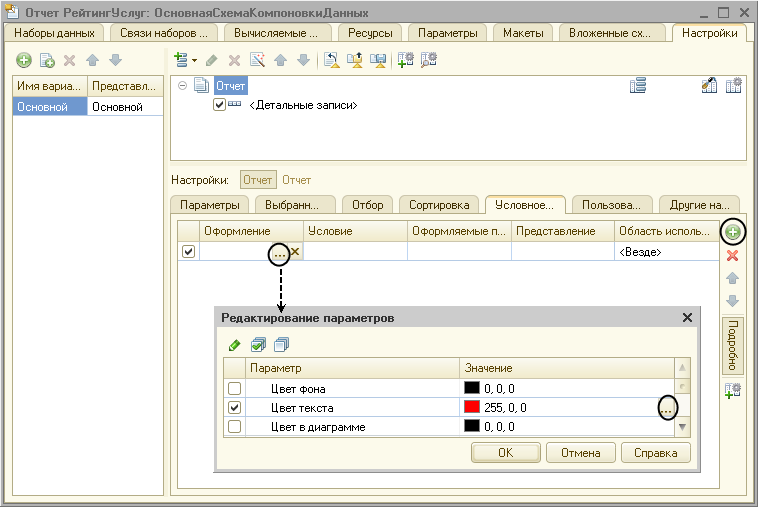 Отчет РейтингУслуг: ОсновнаяСхемаКомпоновкиДанных
Наборы данных Связи наборов ... Вычисляемые ... Ресурсы Параметры Макеты Вложенные сх... Настройки
Имя вариа... Представл...
Основной Основной
Отчет
<Детальные записи>
Настройки: Отчет Отчет
Параметры Выбранн... Отбор Сортировка Условное... Пользова... Другие на...
Оформление Условие Оформляемые п... Представление Область исполь...
... <Везде>
Подробно
Редактирование параметров
Параметр Значение
Цвет фона 0, 0, 0
Цвет текста 255, 0, 0 ...
Цвет в диаграмме 0, 0, 0
OK Отмена Справка